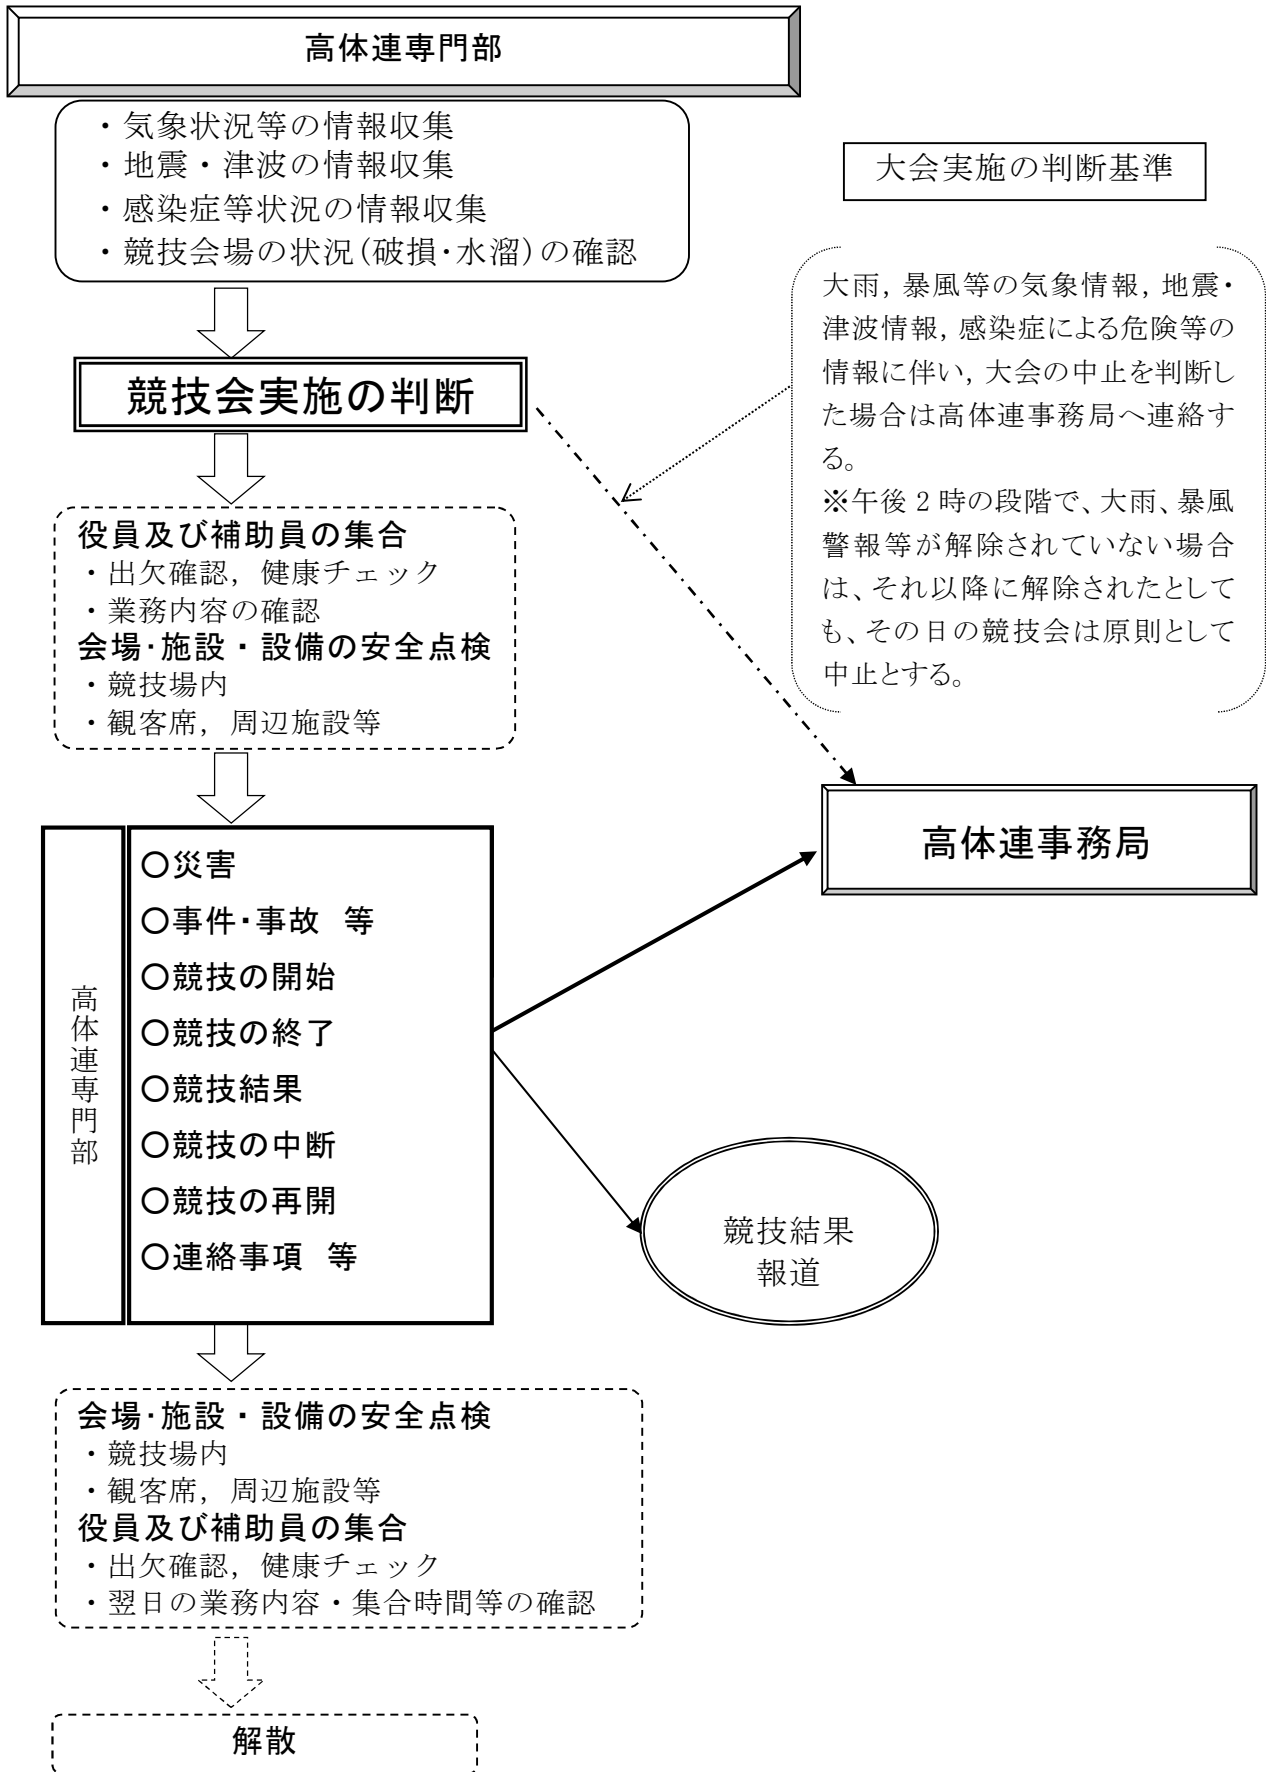 高体連専門部
・気象状況等の情報収集
・地震・津波の情報収集
・感染症等状況の情報収集
・競技会場の状況(破損･水溜)の確認
大会実施の判断基準
大雨，暴風等の気象情報，地震・
津波情報，感染症による危険等の
情報に伴い，大会の中止を判断し
た場合は高体連事務局へ連絡す
る。
※午後 2 時の段階で、大雨、暴風
警報等が解除されていない場合
は、それ以降に解除されたとして
も、その日の競技会は原則として
中止とする。
競技会実施の判断
役員及び補助員の集合
・出欠確認，健康チェック
・業務内容の確認
会場･施設・設備の安全点検
・競技場内
・観客席，周辺施設等
高体連事務局
高体連専門部
○災害
○事件･事故 等
○競技の開始
○競技の終了
○競技結果
○競技の中断
○競技の再開
○連絡事項 等
競技結果
報道
会場･施設・設備の安全点検
・競技場内
・観客席，周辺施設等
役員及び補助員の集合
・出欠確認，健康チェック
・翌日の業務内容・集合時間等の確認
解散